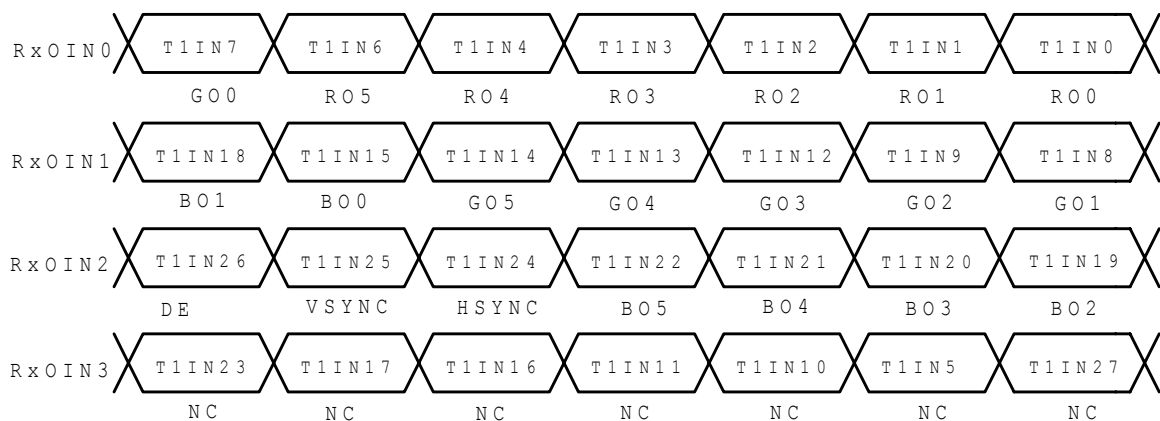 RxOIN0 T1IN7 T1IN6 T1IN4 T1IN3 T1IN2 T1IN1 T1IN0
GO0 RO5 RO4 RO3 RO2 RO1 RO0
RxOIN1 T1IN18 T1IN15 T1IN14 T1IN13 T1IN12 T1IN9 T1IN8
BO1 BO0 GO5 GO4 GO3 GO2 GO1
RxOIN2 T1IN26 T1IN25 T1IN24 T1IN22 T1IN21 T1IN20 T1IN19
DE VSYNC HSYNC BO5 BO4 BO3 BO2
RxOIN3 T1IN23 T1IN17 T1IN16 T1IN11 T1IN10 T1IN5 T1IN27
NC NC NC NC NC NC NC